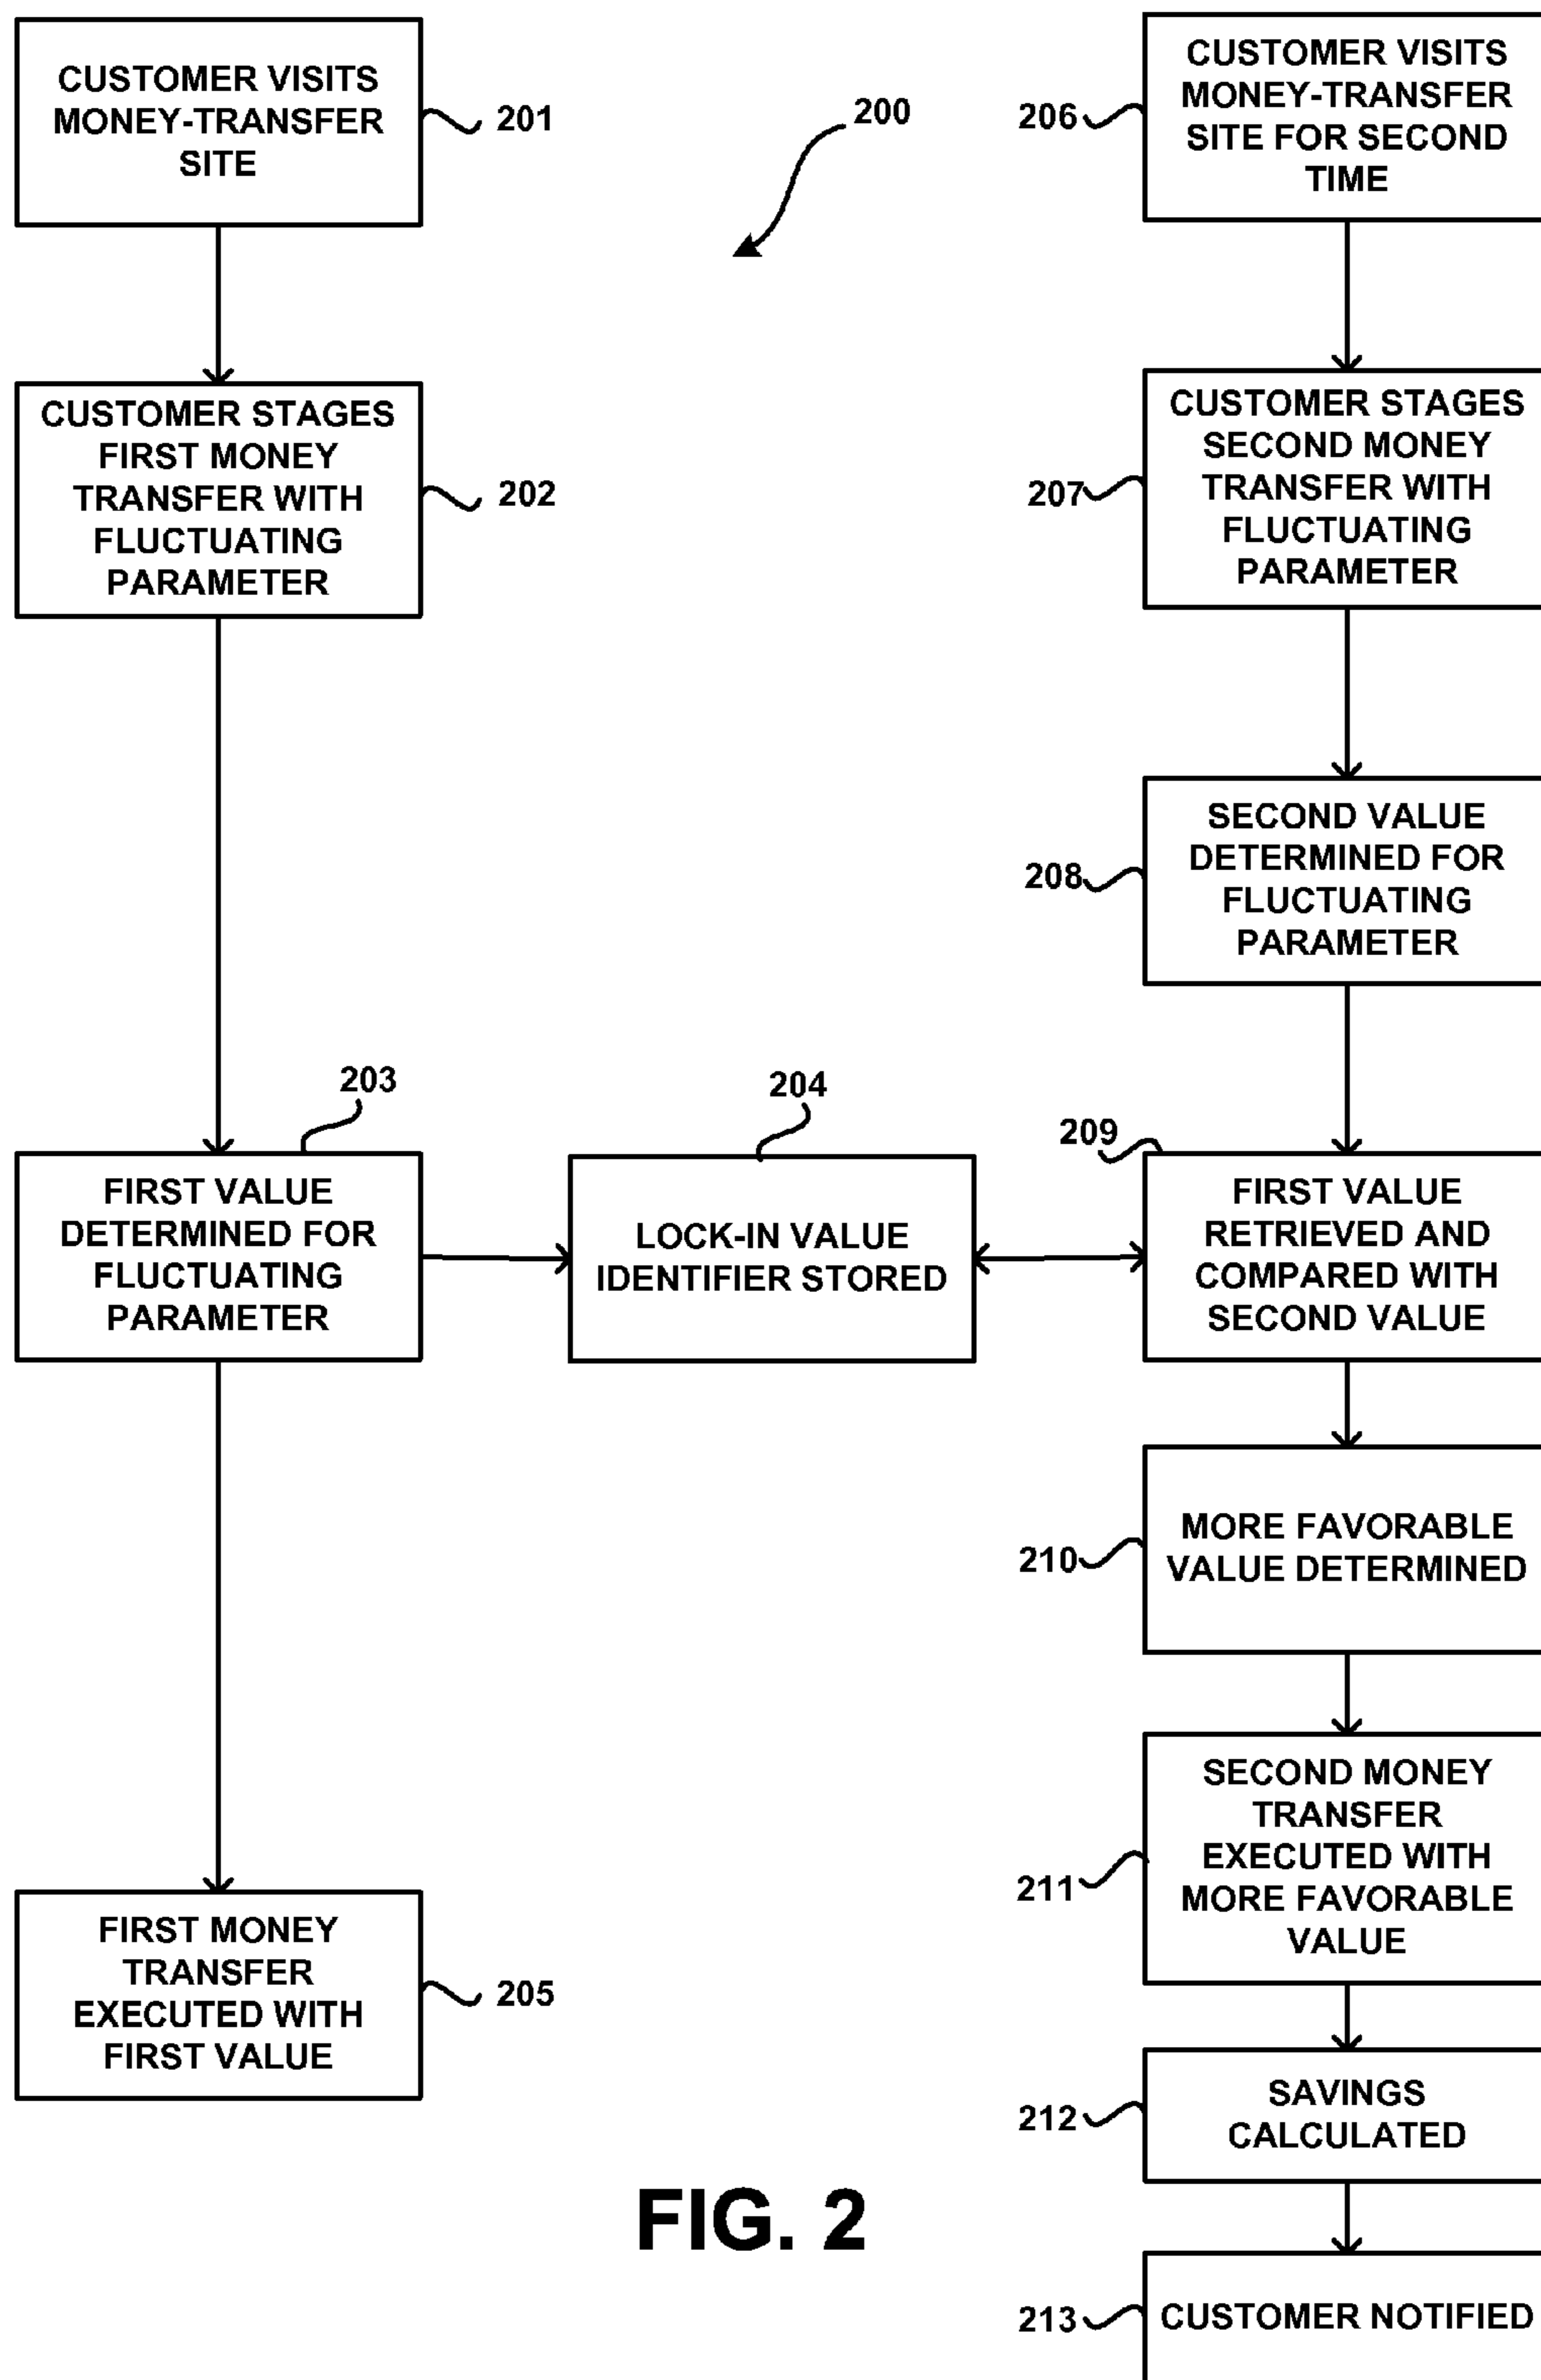 CUSTOMER VISITS
MONEY-TRANSFER
SITE
201
200
206
CUSTOMER VISITS
MONEY-TRANSFER
SITE FOR SECOND
TIME
CUSTOMER STAGES
FIRST MONEY
TRANSFER WITH
FLUCTUATING
PARAMETER
202
207
CUSTOMER STAGES
SECOND MONEY
TRANSFER WITH
FLUCTUATING
PARAMETER
208
SECOND VALUE
DETERMINED FOR
FLUCTUATING
PARAMETER
203
FIRST VALUE
DETERMINED FOR
FLUCTUATING
PARAMETER
204
LOCK-IN VALUE
IDENTIFIER STORED
209
FIRST VALUE
RETRIEVED AND
COMPARED WITH
SECOND VALUE
210
MORE FAVORABLE
VALUE DETERMINED
211
SECOND MONEY
TRANSFER
EXECUTED WITH
MORE FAVORABLE
VALUE
FIRST MONEY
TRANSFER
EXECUTED WITH
FIRST VALUE
205
212
SAVINGS
CALCULATED
213
CUSTOMER NOTIFIED
FIG. 2